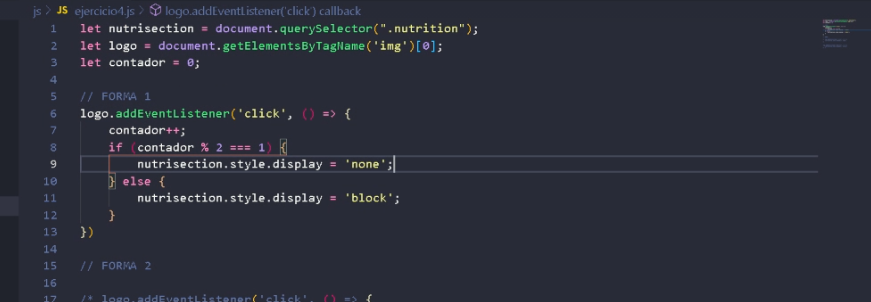 js > JS ejercicio4.js > logo.addEventListener('click') callback
1 let nutrisection = document.querySelector(".nutrition");
2 let logo = document.getElementsByTagName('img')[0];
3 let contador = 0;
4
5 // FORMA 1
6 logo.addEventListener('click', () => {
7 contador++;
8 if (contador % 2 === 1) {
9 nutrisection.style.display = 'none';
10 } else {
11 nutrisection.style.display = 'block';
12 }
13 })
14
15 // FORMA 2
16
17 /* logo.addEventListener('click', () => {